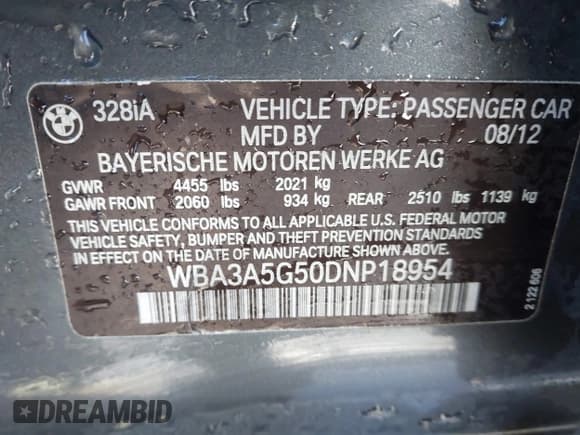 BMW
328iA VEHICLE TYPE: PASSENGER CAR
MFD BY 08/12
BAYERISCHE MOTOREN WERKE AG
GVWR 4455 lbs 2021 kg
GAWR FRONT 2060 lbs 934 kg REAR 2510 lbs 1139 kg
THIS VEHICLE CONFORMS TO ALL APPLICABLE U.S. FEDERAL MOTOR
VEHICLE SAFETY, BUMPER AND THEFT PREVENTION STANDARDS
IN EFFECT ON THE DATE OF MANUFACTURE SHOWN ABOVE.
WBA3A5G50DNP18954
2 122 606
DREAMBID